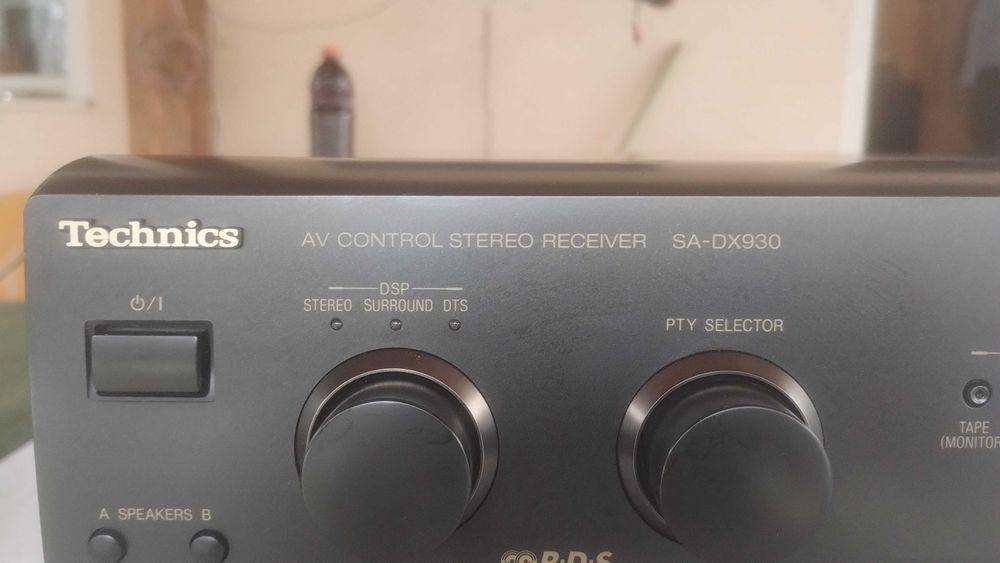 Technics
AV CONTROL STEREO RECEIVER SA-DX930
⏻/I
DSP
STEREO SURROUND DTS
PTY SELECTOR
TAPE
(MONITOR
A SPEAKERS B
R·D·S